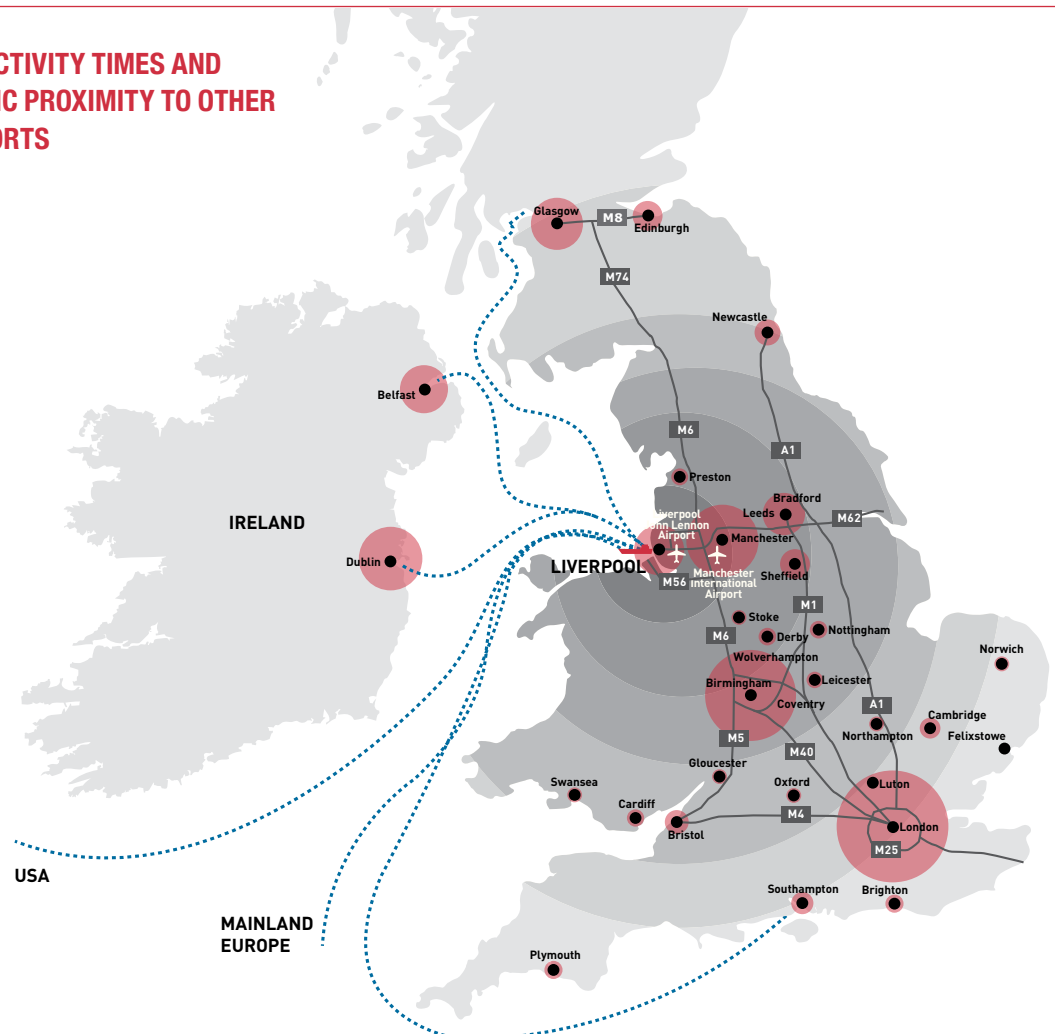 CTIVITY TIMES AND
IC PROXIMITY TO OTHER
ORTS
Glasgow
M8
Edinburgh
M74
Newcastle
Belfast
M6
A1
Preston
Bradford
Leeds
M62
IRELAND
Liverpool
John Lennon
Airport
Manchester
Dublin
LIVERPOOL
M56
Manchester
International
Airport
Sheffield
M1
Stoke
Nottingham
M6
Derby
Wolverhampton
Norwich
Birmingham
Leicester
Coventry
A1
Cambridge
Northampton
Felixstowe
M5
M40
Gloucester
Swansea
Oxford
Luton
Cardiff
M4
Bristol
London
M25
USA
Southampton
Brighton
MAINLAND
EUROPE
Plymouth